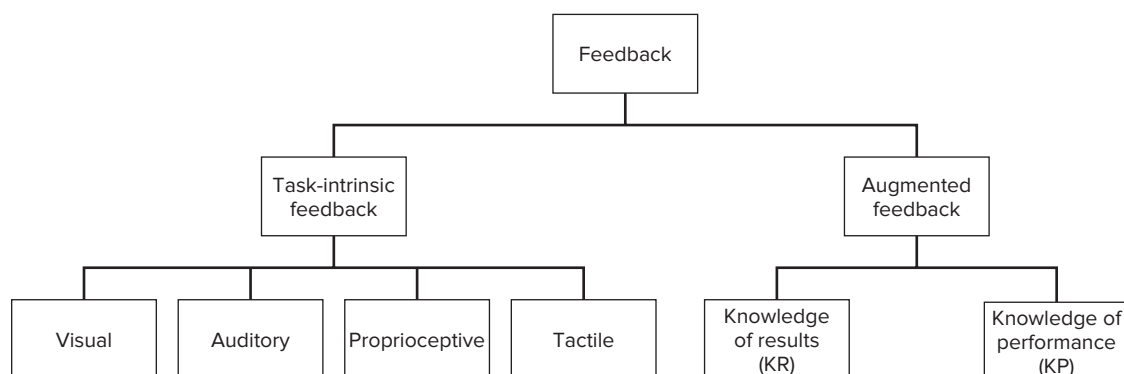 Feedback
Task-intrinsic
feedback
Augmented
feedback
Visual
Auditory
Proprioceptive
Tactile
Knowledge
of results
(KR)
Knowledge of
performance
(KP)